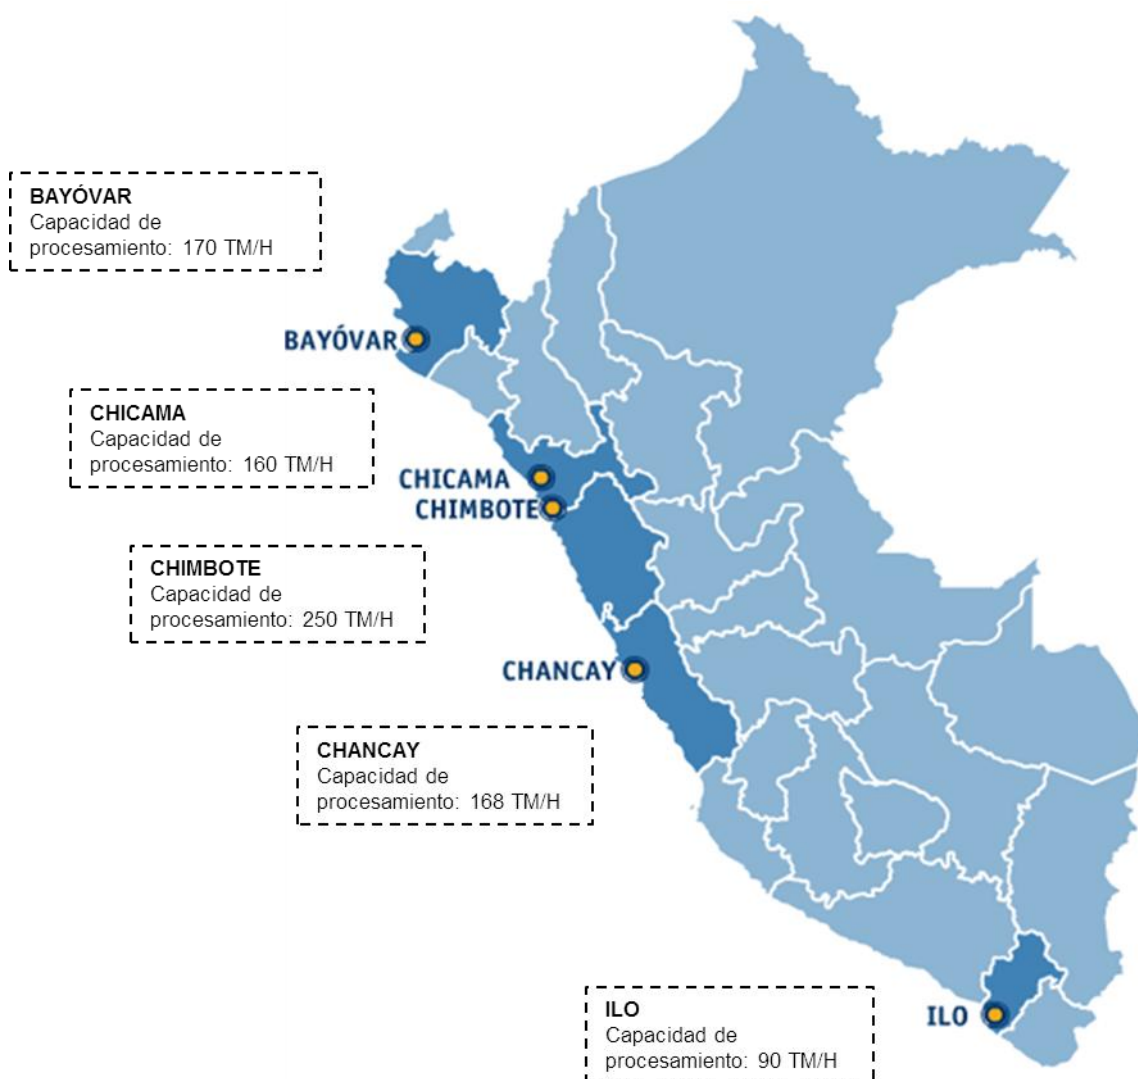 BAYÓVAR
Capacidad de
procesamiento: 170 TM/H
BAYÓVAR
CHICAMA
Capacidad de
procesamiento: 160 TM/H
CHICAMA
CHIMBOTE
CHIMBOTE
Capacidad de
procesamiento: 250 TM/H
CHANCAY
CHANCAY
Capacidad de
procesamiento: 168 TM/H
ILO
Capacidad de
procesamiento: 90 TM/H
ILO